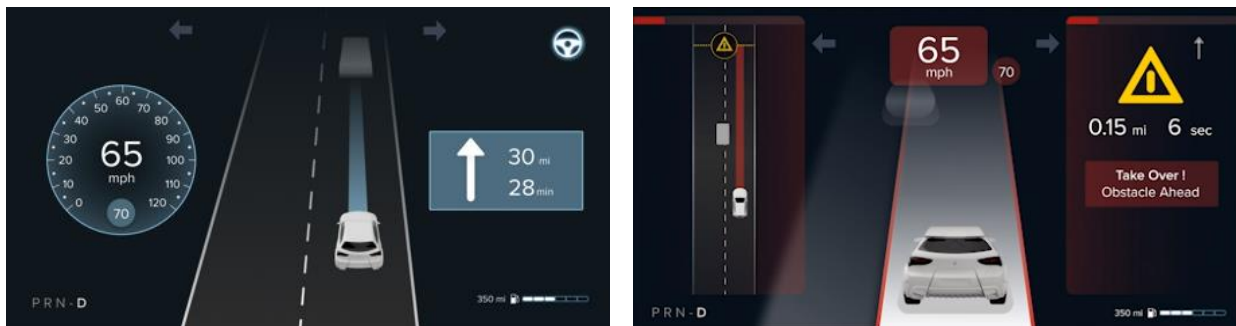 60
50 70
40 80
30 90
65
20 100
mph
10 110
0 120
70
30 mi
28 min
PRN-D
350 mi
65
mph
70
0.15 mi 6 sec
Take Over !
Obstacle Ahead
PRN-D
350 mi